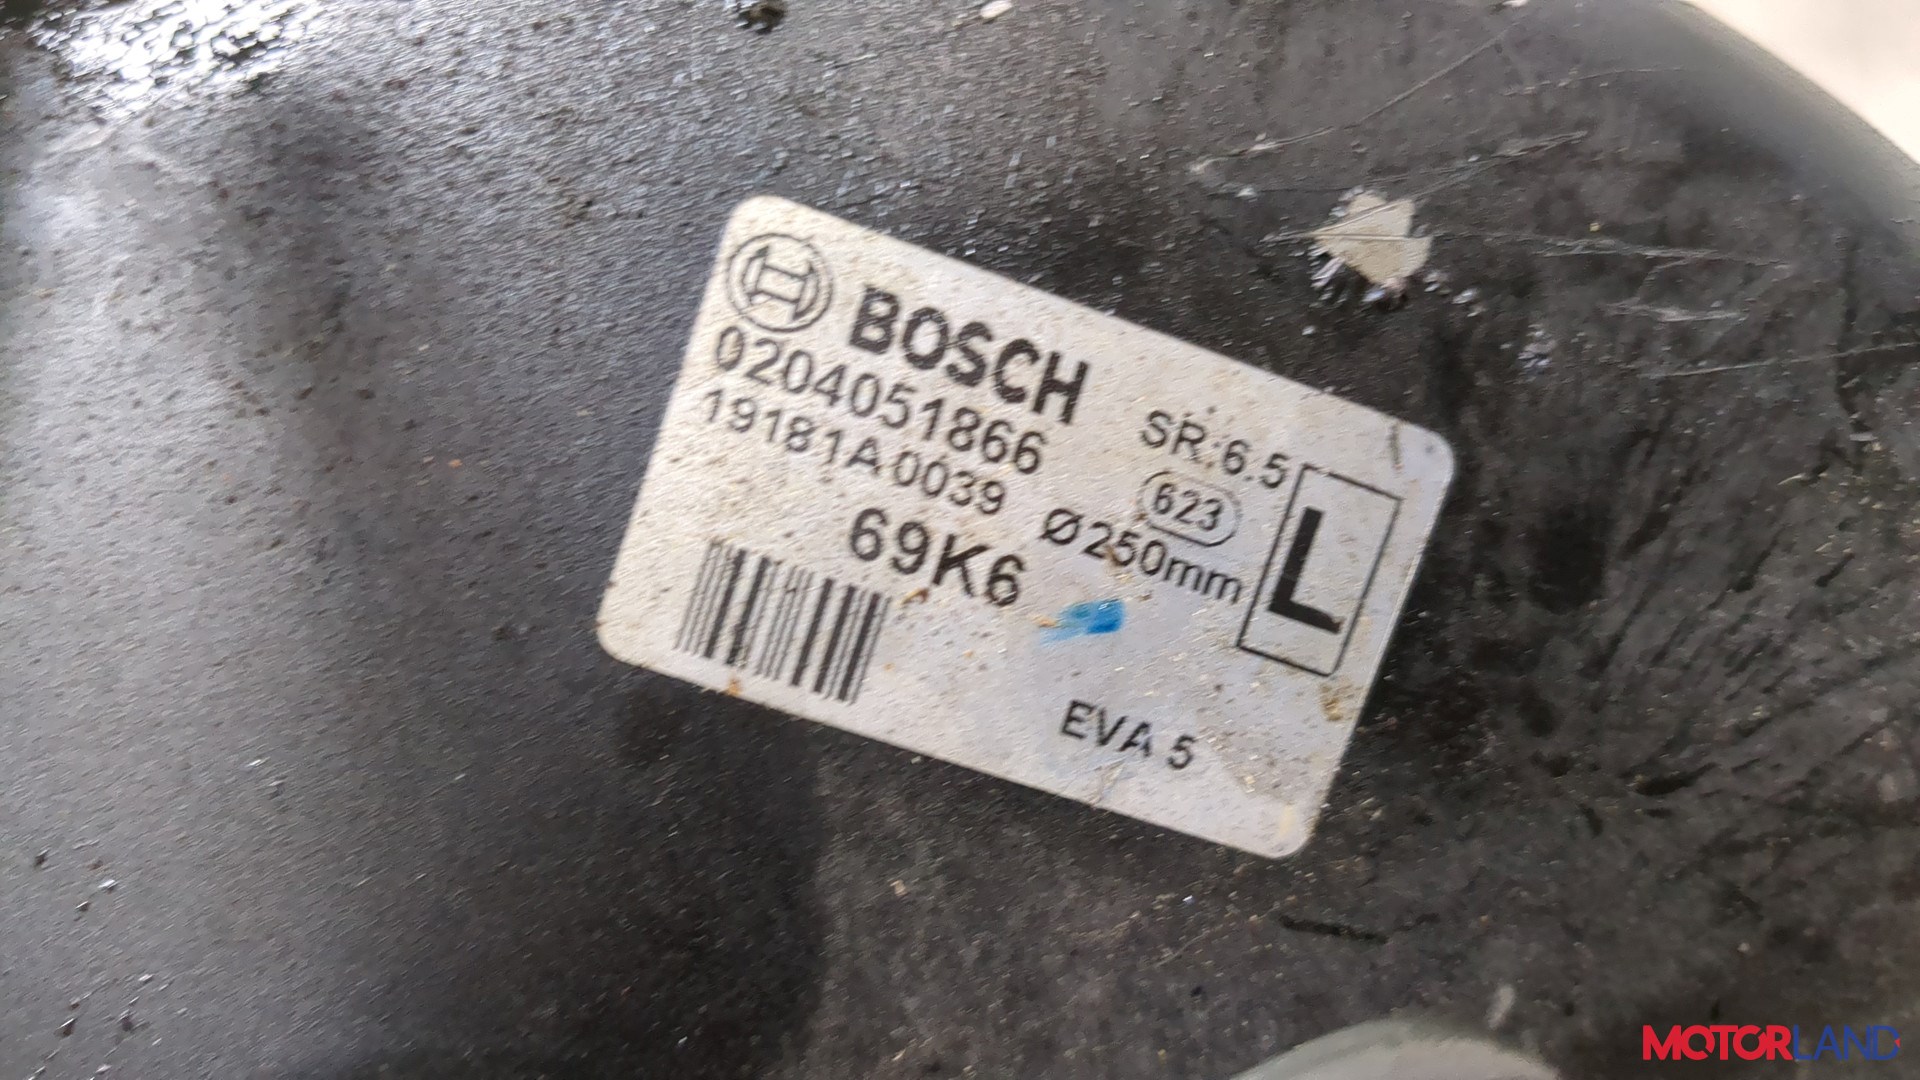 BOSCH
0204051866
19181A0039
69K6
SR:6.5
623
Ø250mm
L
EVA 5
MOTORLAND